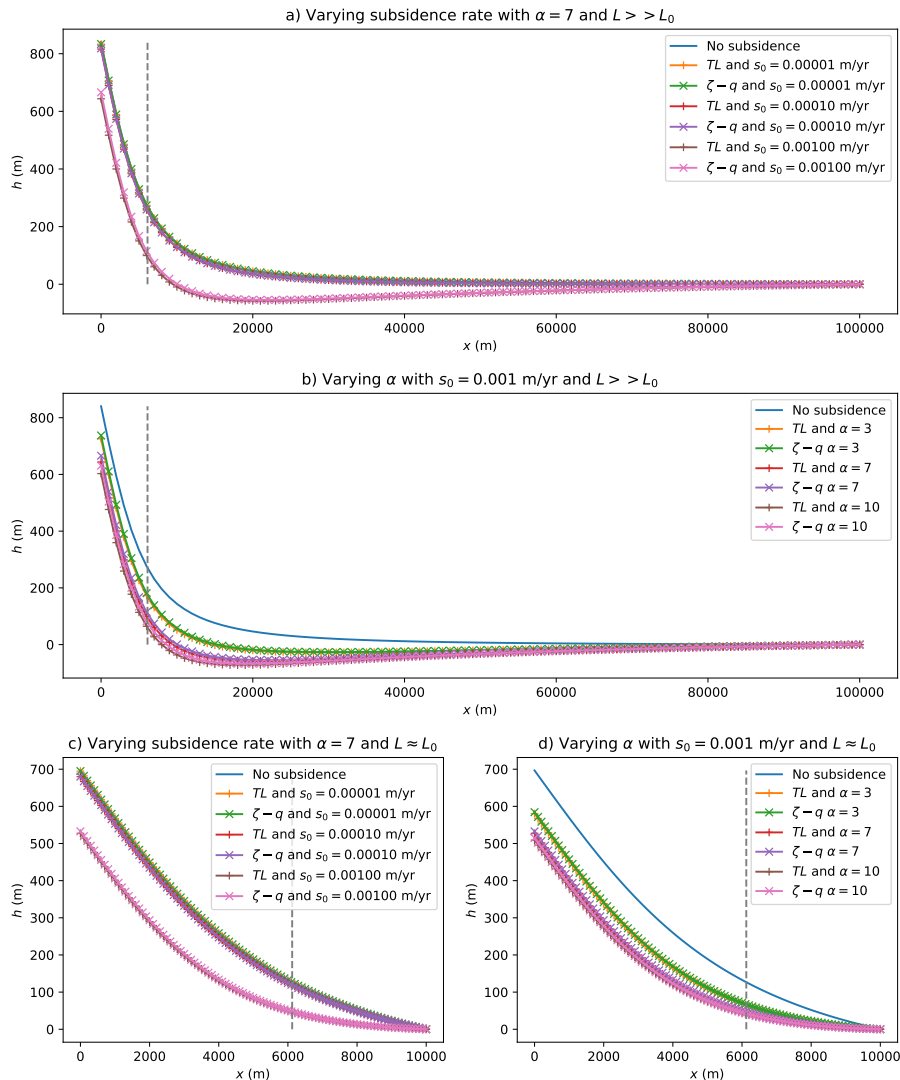 a) Varying subsidence rate with α = 7 and L >> L₀
800
600
400
200
0
h (m)
No subsidence
TL and s₀ = 0.00001 m/yr
ζ − q and s₀ = 0.00001 m/yr
TL and s₀ = 0.00010 m/yr
ζ − q and s₀ = 0.00010 m/yr
TL and s₀ = 0.00100 m/yr
ζ − q and s₀ = 0.00100 m/yr
0 20000 40000 60000 80000 100000
x (m)
b) Varying α with s₀ = 0.001 m/yr and L >> L₀
800
600
400
200
0
h (m)
No subsidence
TL and α = 3
ζ − q α = 3
TL and α = 7
ζ − q α = 7
TL and α = 10
ζ − q α = 10
0 20000 40000 60000 80000 100000
x (m)
c) Varying subsidence rate with α = 7 and L ≈ L₀
700
600
500
400
300
200
100
0
h (m)
No subsidence
TL and s₀ = 0.00001 m/yr
ζ − q and s₀ = 0.00001 m/yr
TL and s₀ = 0.00010 m/yr
ζ − q and s₀ = 0.00010 m/yr
TL and s₀ = 0.00100 m/yr
ζ − q and s₀ = 0.00100 m/yr
0 2000 4000 6000 8000 10000
x (m)
d) Varying α with s₀ = 0.001 m/yr and L ≈ L₀
700
600
500
400
300
200
100
0
h (m)
No subsidence
TL and α = 3
ζ − q α = 3
TL and α = 7
ζ − q α = 7
TL and α = 10
ζ − q α = 10
0 2000 4000 6000 8000 10000
x (m)